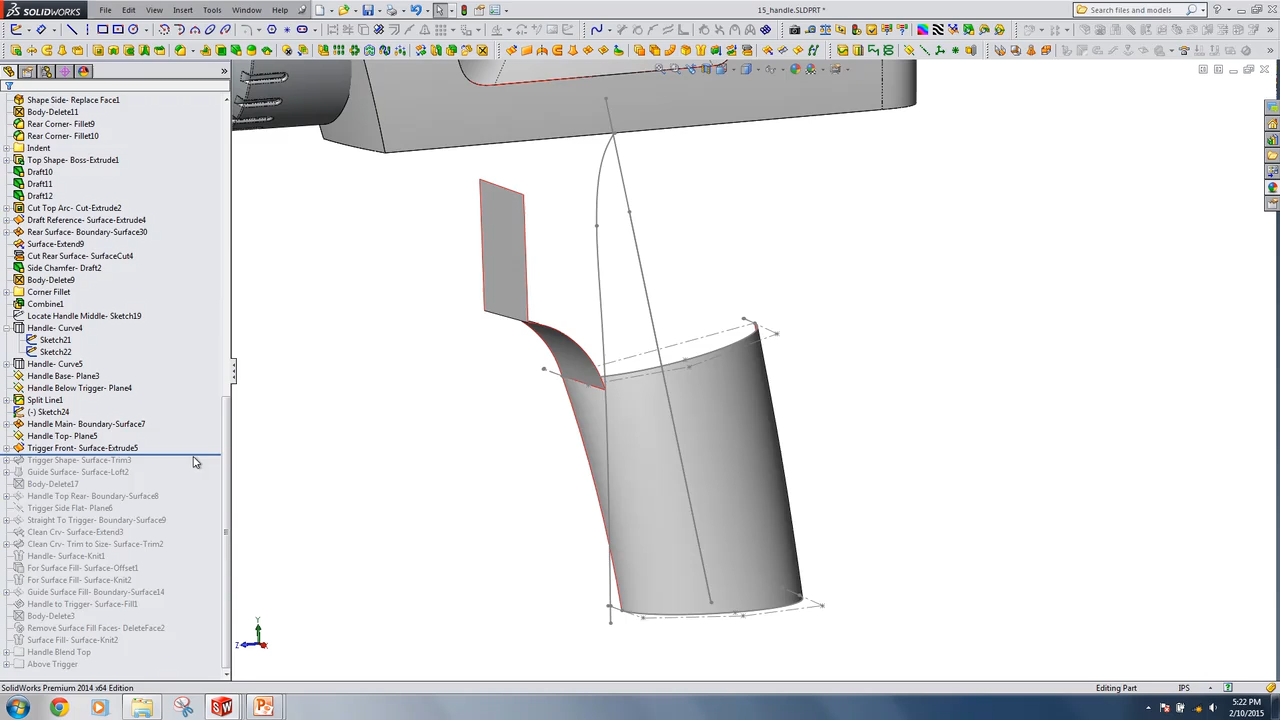 SOLIDWORKS
File
Edit
View
Insert
Tools
Window
Help
15_handle.SLDPRT *
Search files and models
Shape Side- Replace Face1
Body-Delete11
Rear Corner- Fillet9
Rear Corner- Fillet10
Indent
Top Shape- Boss-Extrude1
Draft10
Draft11
Draft12
Cut Top Arc- Cut-Extrude2
Draft Reference- Surface-Extrude4
Rear Surface- Boundary-Surface30
Surface-Extend9
Cut Rear Surface- SurfaceCut4
Side Chamfer- Draft2
Body-Delete9
Corner Fillet
Combine1
Locate Handle Middle- Sketch19
Handle- Curve4
Sketch21
Sketch22
Handle- Curve5
Handle Base- Plane3
Handle Below Trigger- Plane4
Split Line1
(-) Sketch24
Handle Main- Boundary-Surface7
Handle Top- Plane5
Trigger Front- Surface-Extrude5
Trigger Shape- Surface-Trim3
Guide Surface- Surface-Loft2
Body-Delete17
Handle Top Rear- Boundary-Surface8
Trigger Side Flat- Plane6
Straight To Trigger- Boundary-Surface9
Clean Crv- Surface-Extend3
Clean Crv- Trim to Size- Surface-Trim2
Handle- Surface-Knit1
For Surface Fill- Surface-Offset1
For Surface Fill- Surface-Knit2
Guide Surface Fill- Boundary-Surface14
Handle to Trigger- Surface-Fill1
Body-Delete3
Remove Surface Fill Faces- DeleteFace2
Surface Fill- Surface-Knit2
Handle Blend Top
Above Trigger
Y
Z
SolidWorks Premium 2014 x64 Edition
Editing Part
IPS
5:22 PM
2/10/2015